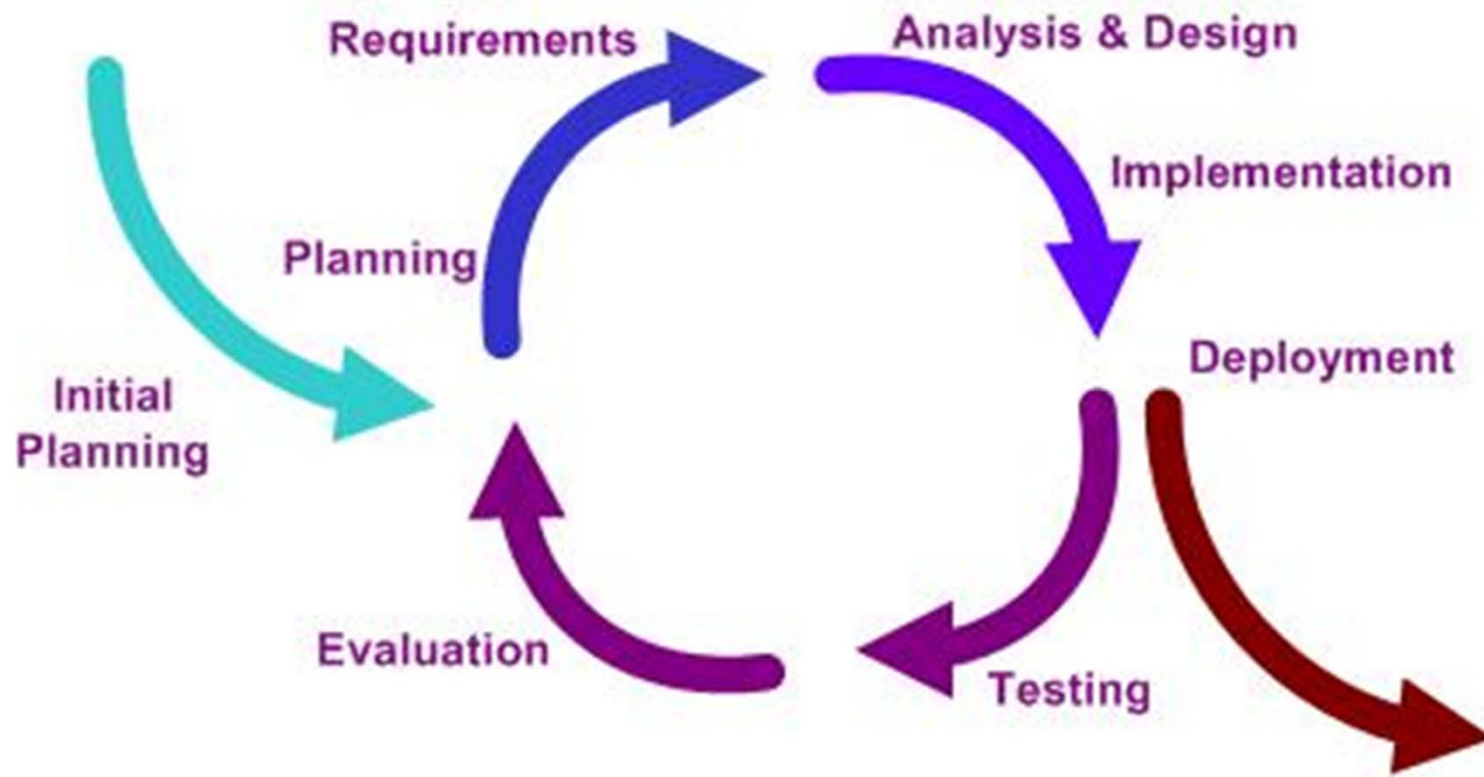 Requirements
Analysis & Design
Implementation
Planning
Deployment
Initial
Planning
Evaluation
Testing